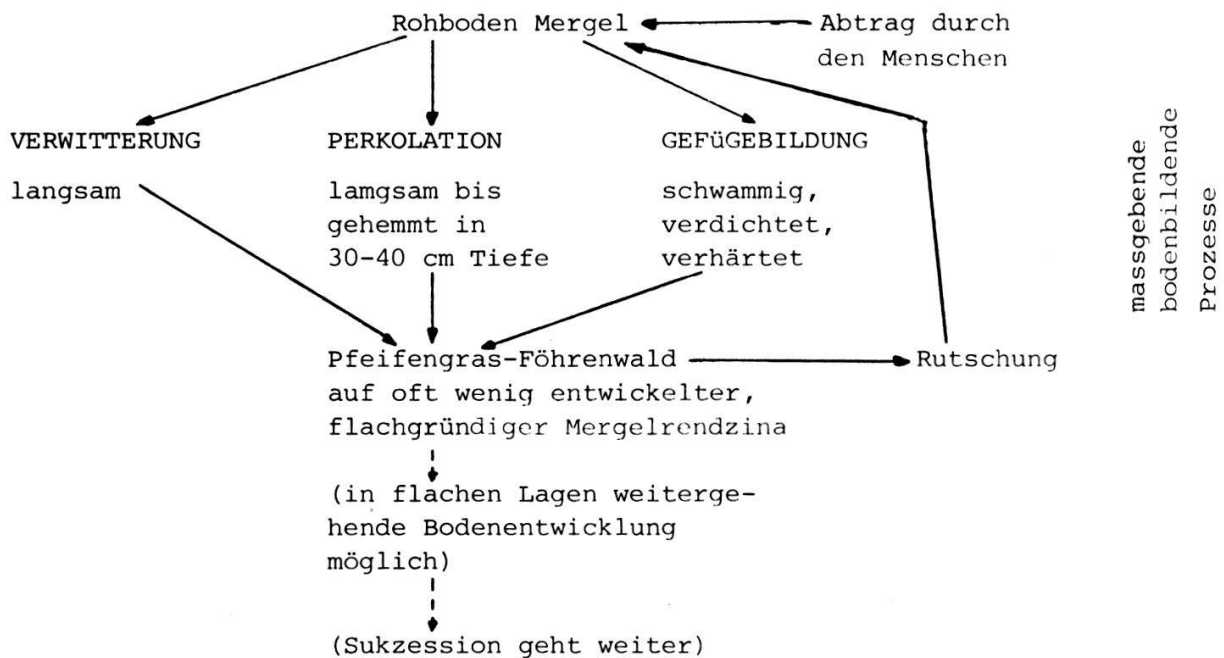 Rohboden Mergel
Abtrag durch
den Menschen
VERWITTERUNG
langsam
PERKOLATION
lamgsam bis
gehemmt in
30-40 cm Tiefe
GEFüGEBILDUNG
schwammig,
verdichtet,
verhärtet
massgebende
bodenbildende
Prozesse
Pfeifengras-Föhrenwald
auf oft wenig entwickelter,
flachgründiger Mergelrendzina
Rutschung
(in flachen Lagen weiterge-
hende Bodenentwicklung
möglich)
(Sukzession geht weiter)